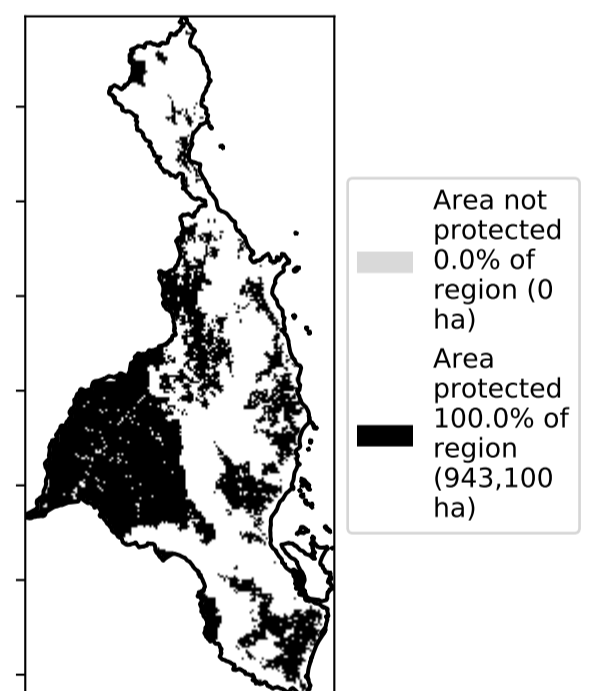 Area not
protected
0.0% of
region (0
ha)
Area
protected
100.0% of
region
(943,100
ha)